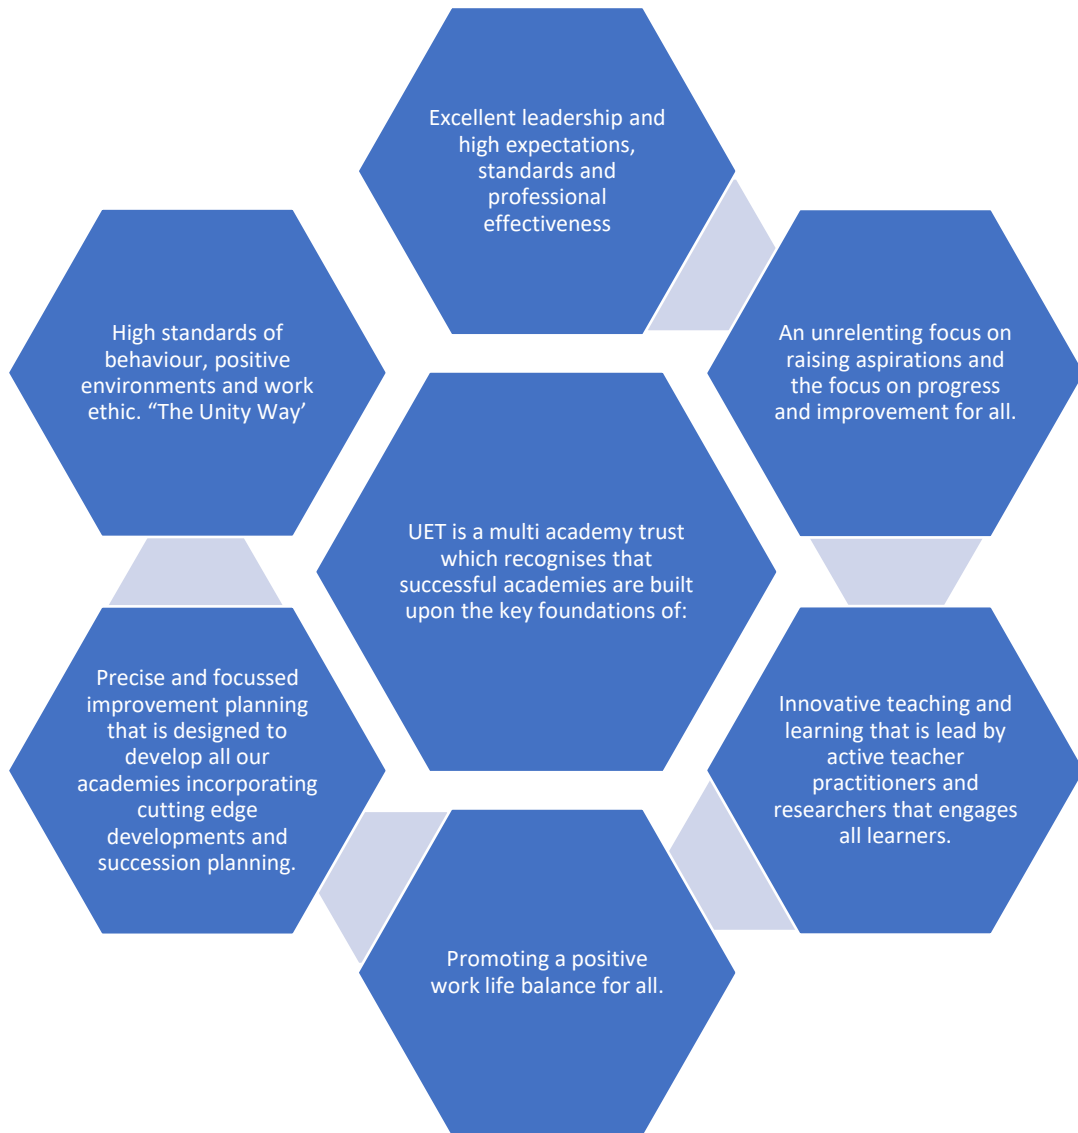 Excellent leadership and
high expectations,
standards and
professional
effectiveness
An unrelenting focus on
raising aspirations and
the focus on progress
and improvement for all.
Innovative teaching and
learning that is lead by
active teacher
practitioners and
researchers that engages
all learners.
Promoting a positive
work life balance for all.
Precise and focussed
improvement planning
that is designed to
develop all our
academies incorporating
cutting edge
developments and
succession planning.
High standards of
behaviour, positive
environments and work
ethic. “The Unity Way’
UET is a multi academy trust
which recognises that
successful academies are built
upon the key foundations of: